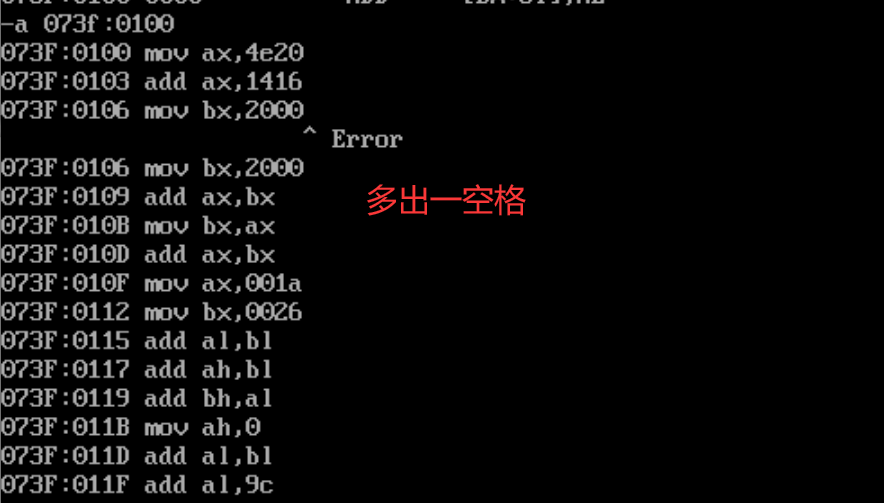 -a 073f:0100
073F:0100 mov ax,4e20
073F:0103 add ax,1416
073F:0106 mov bx,2000
^ Error
073F:0106 mov bx,2000
073F:0109 add ax,bx
多出一空格
073F:010B mov bx,ax
073F:010D add ax,bx
073F:010F mov ax,001a
073F:0112 mov bx,0026
073F:0115 add al,bl
073F:0117 add ah,bl
073F:0119 add bh,al
073F:011B mov ah,0
073F:011D add al,bl
073F:011F add al,9c